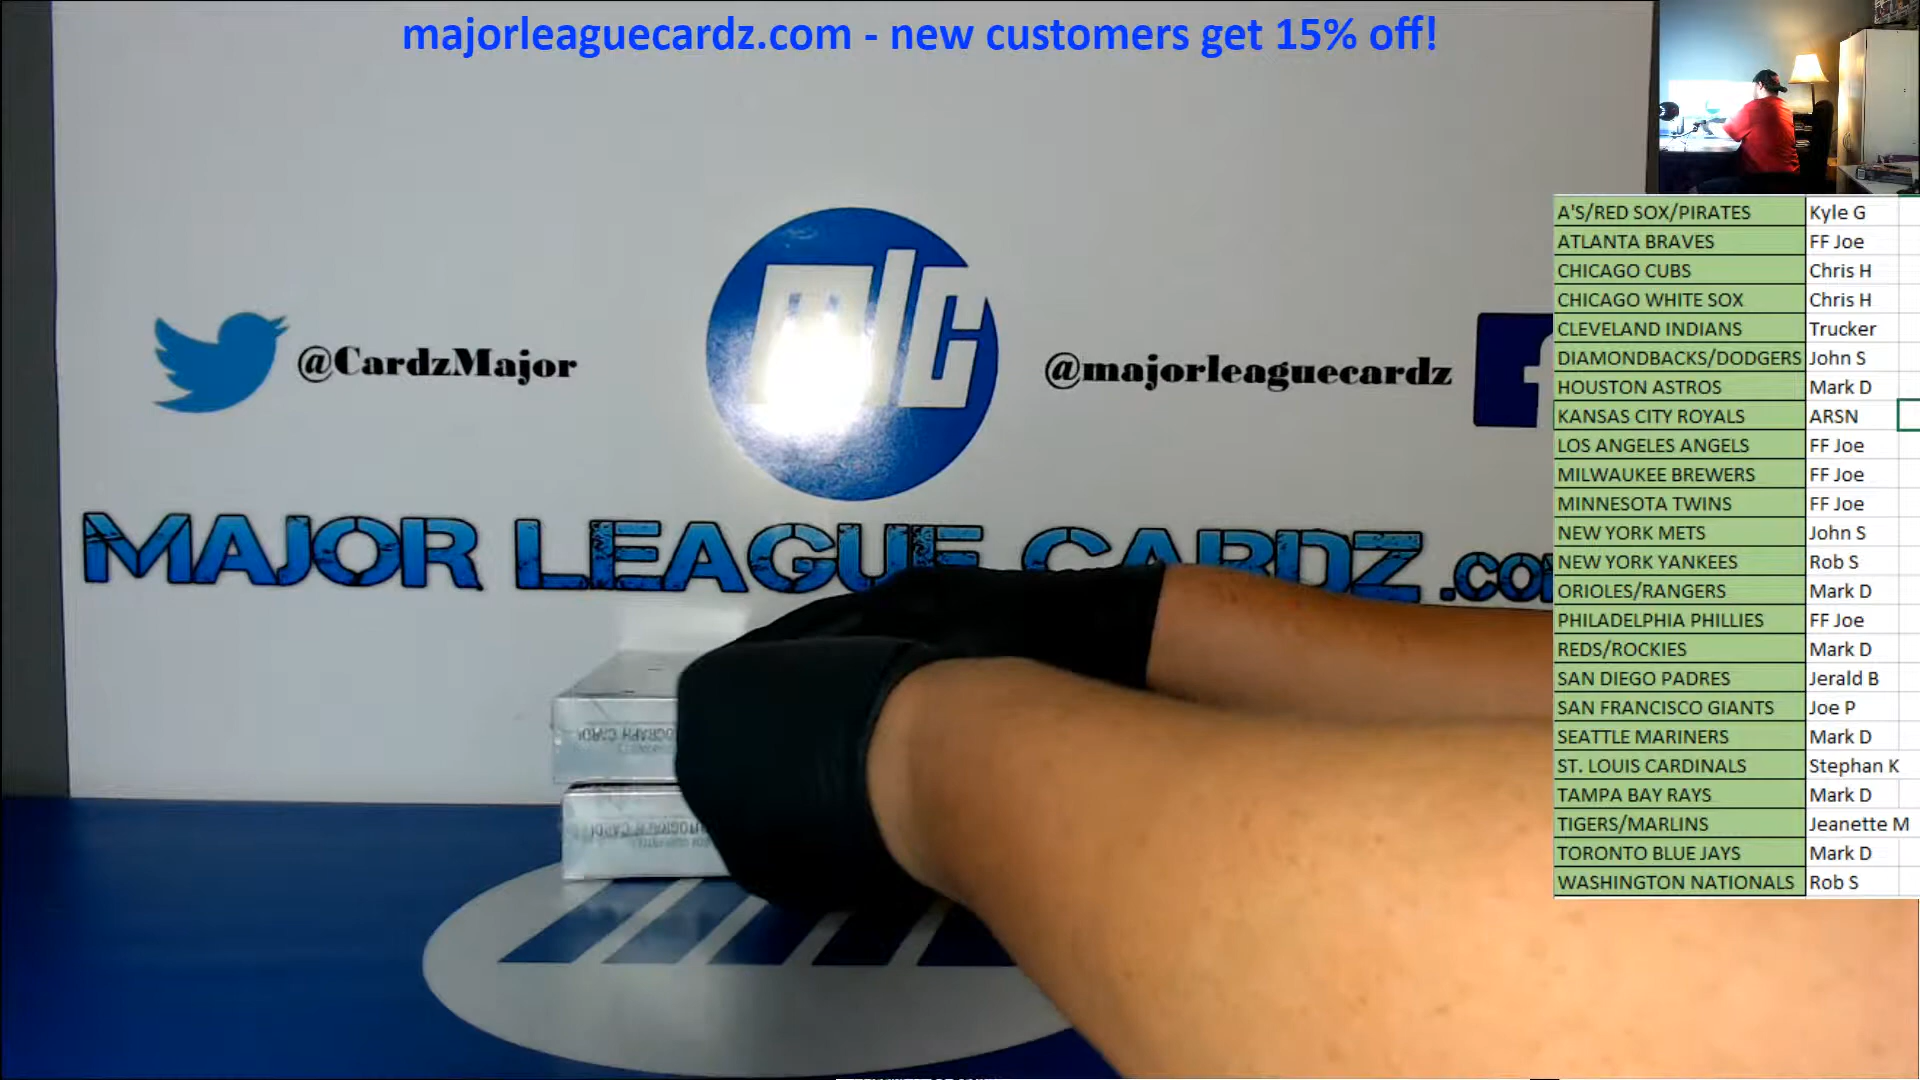 majorleaguecardz.com - new customers get 15% off!
@CardzMajor
mlc
@majorleaguecardz
MAJOR LEAGUE CARDZ .co
A'S/RED SOX/PIRATES Kyle G
ATLANTA BRAVES FF Joe
CHICAGO CUBS Chris H
CHICAGO WHITE SOX Chris H
CLEVELAND INDIANS Trucker
DIAMONDBACKS/DODGERS John S
HOUSTON ASTROS Mark D
KANSAS CITY ROYALS ARSN
LOS ANGELES ANGELS FF Joe
MILWAUKEE BREWERS FF Joe
MINNESOTA TWINS FF Joe
NEW YORK METS John S
NEW YORK YANKEES Rob S
ORIOLES/RANGERS Mark D
PHILADELPHIA PHILLIES FF Joe
REDS/ROCKIES Mark D
SAN DIEGO PADRES Jerald B
SAN FRANCISCO GIANTS Joe P
SEATTLE MARINERS Mark D
ST. LOUIS CARDINALS Stephan K
TAMPA BAY RAYS Mark D
TIGERS/MARLINS Jeanette M
TORONTO BLUE JAYS Mark D
WASHINGTON NATIONALS Rob S